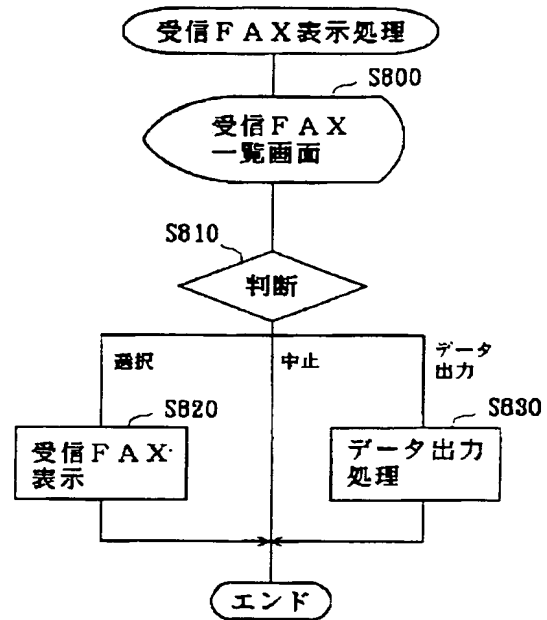 受信ＦＡＸ表示処理
S800
受信ＦＡＸ
一覧画面
S810
判断
選択
中止
データ
出力
S820
S830
受信ＦＡＸ
表示
データ出力
処理
エンド